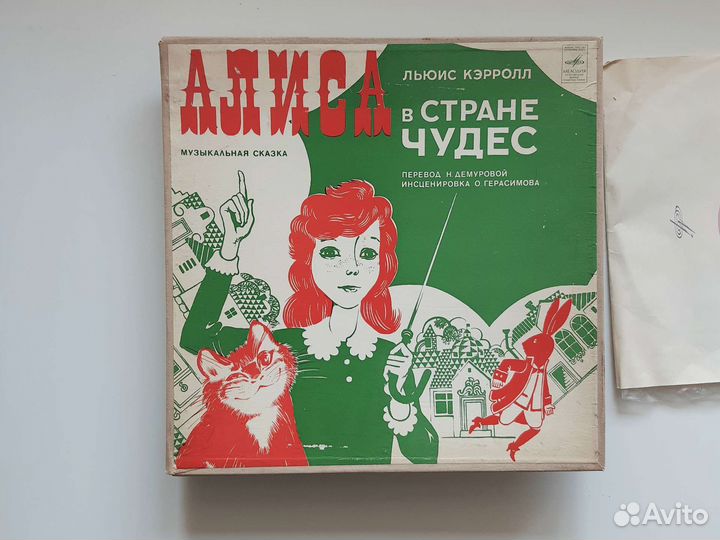 АЛИСА
ЛЬЮИС КЭРРОЛЛ
В СТРАНЕ
ЧУДЕС
МУЗЫКАЛЬНАЯ СКАЗКА
ПЕРЕВОД Н. ДЕМУРОВОЙ
ИНСЦЕНИРОВКА О. ГЕРАСИМОВА
МЕЛОДИЯ
Avito